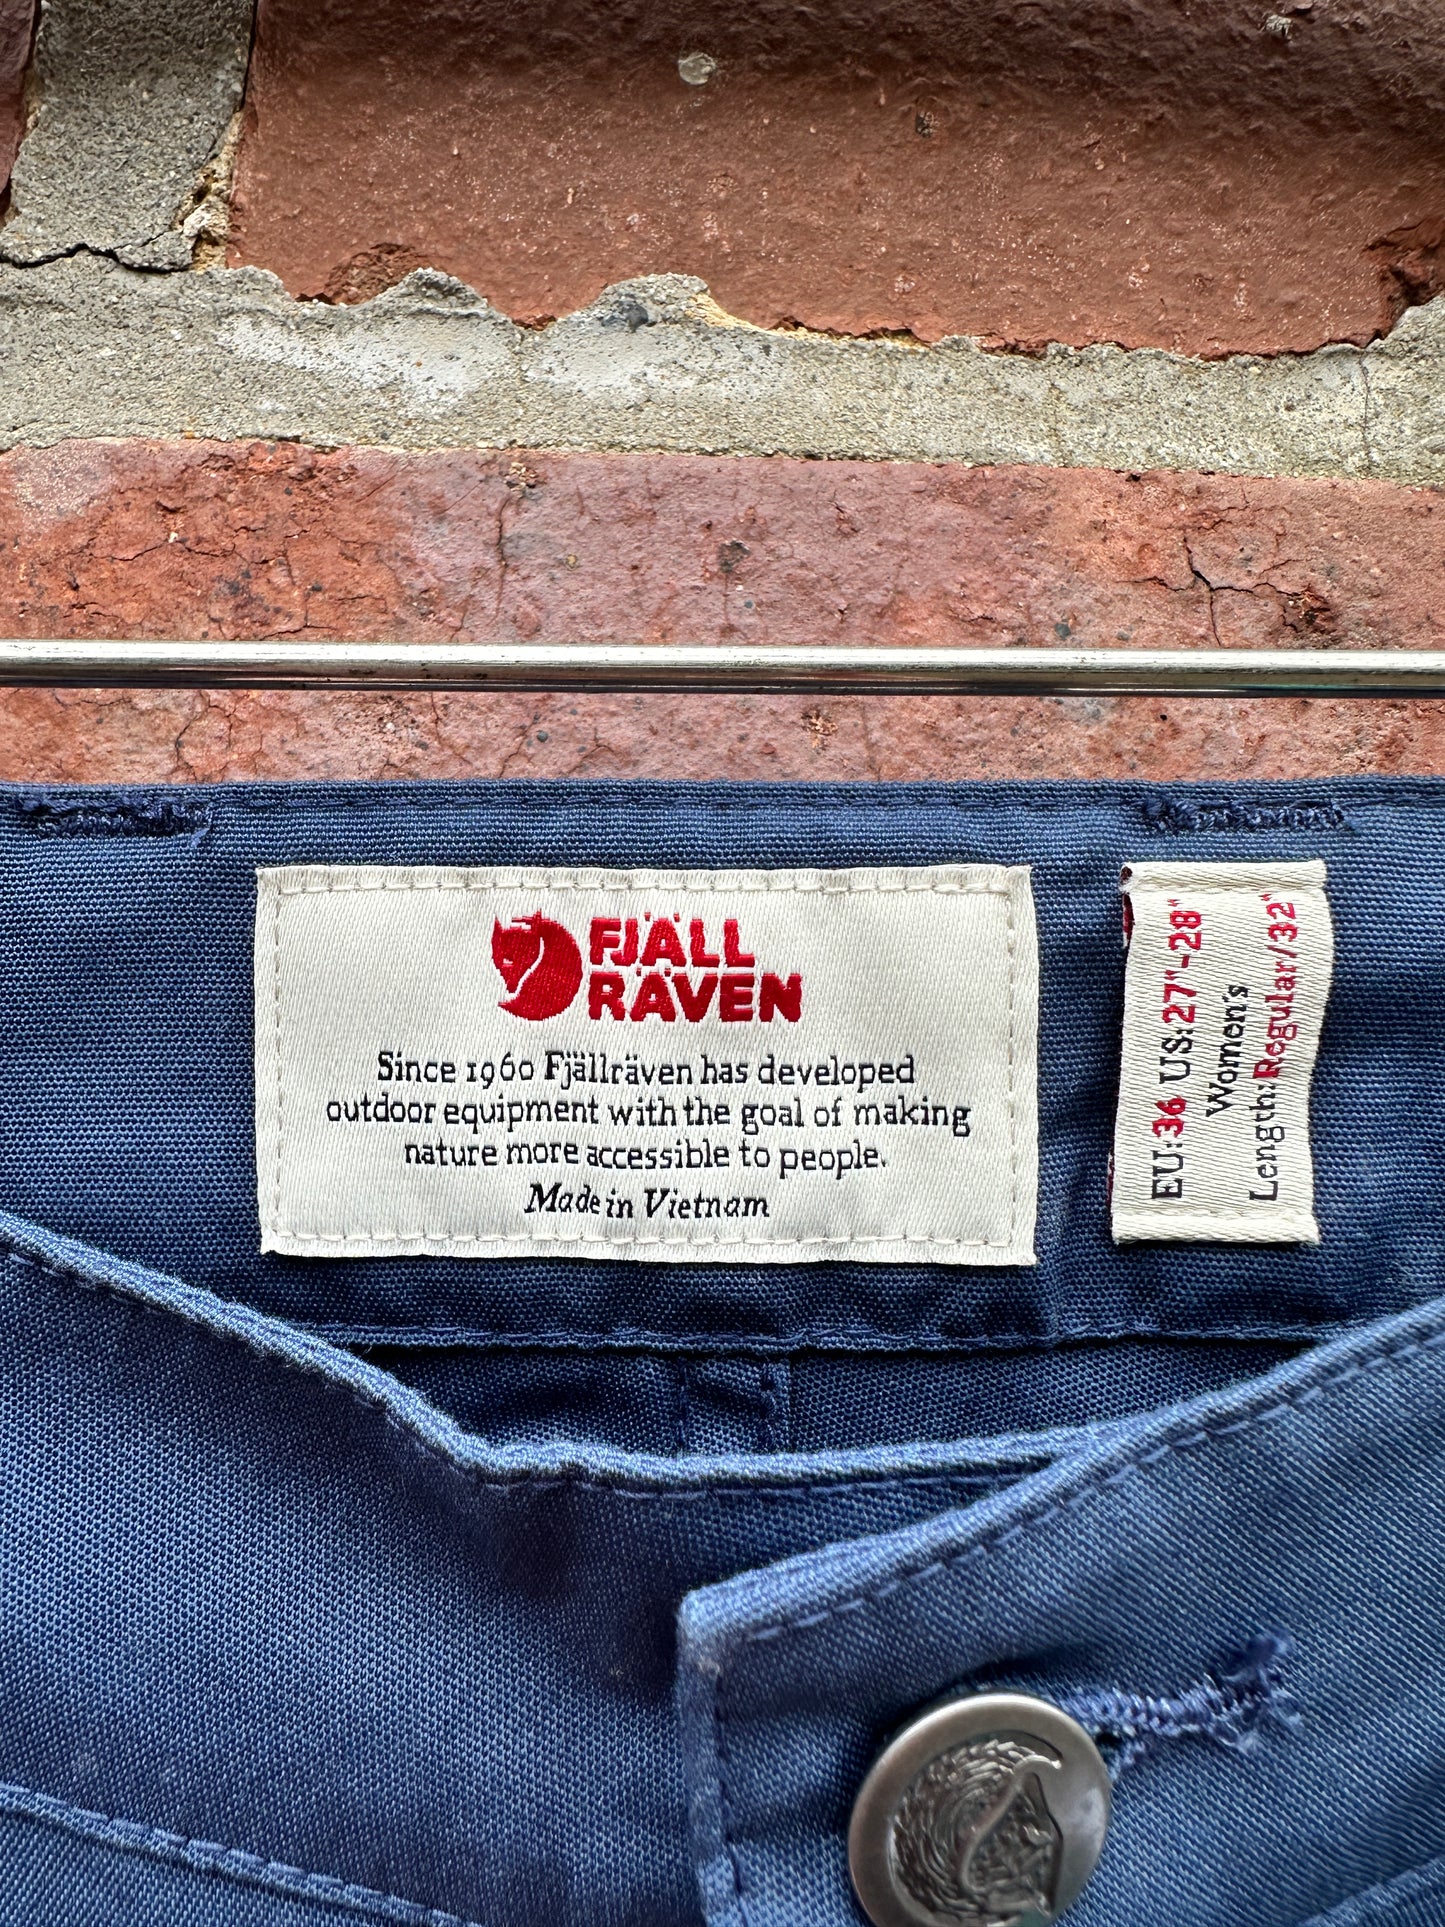 FJÄLL
RÄVEN
Since 1960 Fjällräven has developed
outdoor equipment with the goal of making
nature more accessible to people.
Made in Vietnam
EU: 36 US: 27"-28"
Women's
Length: Regular/32"